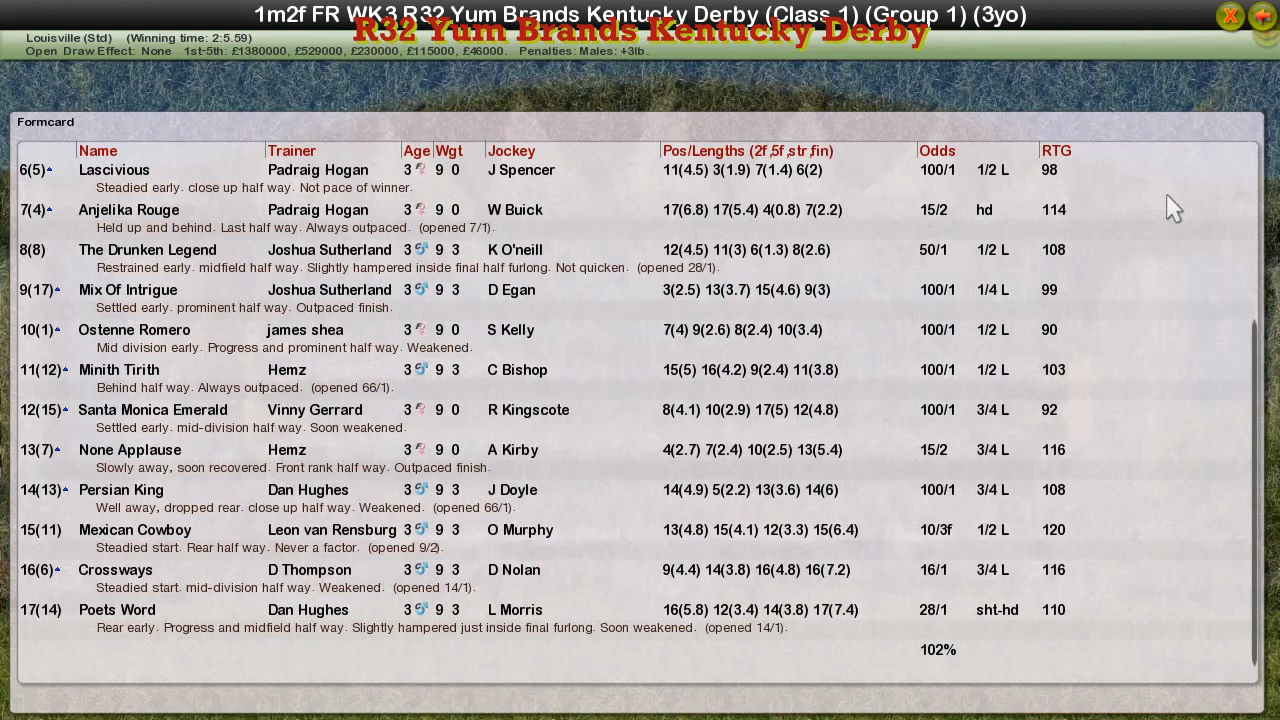 1m2f FR WK3 R32 Yum Brands Kentucky Derby (Class 1) (Group 1) (3yo)
R32 Yum Brands Kentucky Derby
Louisville (Std) (Winning time: 2:5.59)
Open Draw Effect: None 1st-5th: £1380000, £529000, £230000, £115000, £46000. Penalties: Males: +3lb.
X
Formcard
Name Trainer Age Wgt Jockey Pos/Lengths (2f,5f,str,fin) Odds RTG
6(5) Lascivious Padraig Hogan 3 9 0 J Spencer 11(4.5) 3(1.9) 7(1.4) 6(2) 100/1 1/2 L 98
Steadied early. close up half way. Not pace of winner.
7(4) Anjelika Rouge Padraig Hogan 3 9 0 W Buick 17(6.8) 17(5.4) 4(0.8) 7(2.2) 15/2 hd 114
Held up and behind. Last half way. Always outpaced. (opened 7/1).
8(8) The Drunken Legend Joshua Sutherland 3 9 3 K O'neill 12(4.5) 11(3) 6(1.3) 8(2.6) 50/1 1/2 L 108
Restrained early. midfield half way. Slightly hampered inside final half furlong. Not quicken. (opened 28/1).
9(17) Mix Of Intrigue Joshua Sutherland 3 9 3 D Egan 3(2.5) 13(3.7) 15(4.6) 9(3) 100/1 1/4 L 99
Settled early. prominent half way. Outpaced finish.
10(1) Ostenne Romero james shea 3 9 0 S Kelly 7(4) 9(2.6) 8(2.4) 10(3.4) 100/1 1/2 L 90
Mid division early. Progress and prominent half way. Weakened.
11(12) Minith Tirith Hemz 3 9 3 C Bishop 15(5) 16(4.2) 9(2.4) 11(3.8) 100/1 1/2 L 103
Behind half way. Always outpaced. (opened 66/1).
12(15) Santa Monica Emerald Vinny Gerrard 3 9 0 R Kingscote 8(4.1) 10(2.9) 17(5) 12(4.8) 100/1 3/4 L 92
Settled early. mid-division half way. Soon weakened.
13(7) None Applause Hemz 3 9 0 A Kirby 4(2.7) 7(2.4) 10(2.5) 13(5.4) 15/2 3/4 L 116
Slowly away, soon recovered. Front rank half way. Outpaced finish.
14(13) Persian King Dan Hughes 3 9 3 J Doyle 14(4.9) 5(2.2) 13(3.6) 14(6) 100/1 3/4 L 108
Well away, dropped rear. close up half way. Weakened. (opened 66/1).
15(11) Mexican Cowboy Leon van Rensburg 3 9 3 O Murphy 13(4.8) 15(4.1) 12(3.3) 15(6.4) 10/3f 1/2 L 120
Steadied start. Rear half way. Never a factor. (opened 9/2).
16(6) Crossways D Thompson 3 9 3 D Nolan 9(4.4) 14(3.8) 16(4.8) 16(7.2) 16/1 3/4 L 116
Steadied start. mid-division half way. Weakened. (opened 14/1).
17(14) Poets Word Dan Hughes 3 9 3 L Morris 16(5.8) 12(3.4) 14(3.8) 17(7.4) 28/1 sht-hd 110
Rear early. Progress and midfield half way. Slightly hampered just inside final furlong. Soon weakened. (opened 14/1).
102%